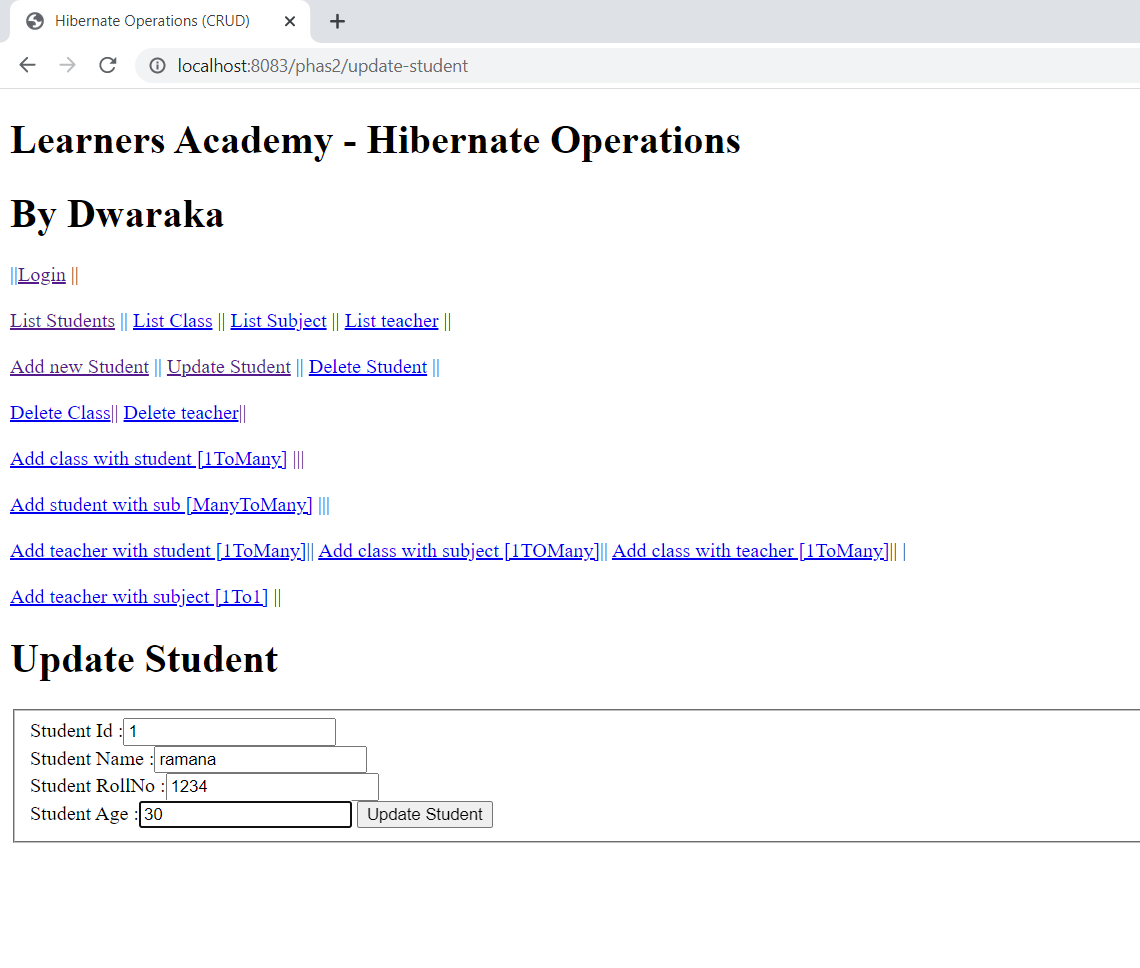 Hibernate Operations (CRUD)
localhost:8083/phas2/update-student
Learners Academy - Hibernate Operations
By Dwaraka
||Login ||
List Students || List Class || List Subject || List teacher ||
Add new Student || Update Student || Delete Student ||
Delete Class|| Delete teacher||
Add class with student [1ToMany] |||
Add student with sub [ManyToMany] |||
Add teacher with student [1ToMany]|| Add class with subject [1TOMany]|| Add class with teacher [1ToMany]|| |
Add teacher with subject [1To1] ||
Update Student
Student Id :1
Student Name :ramana
Student RollNo :1234
Student Age :30 Update Student